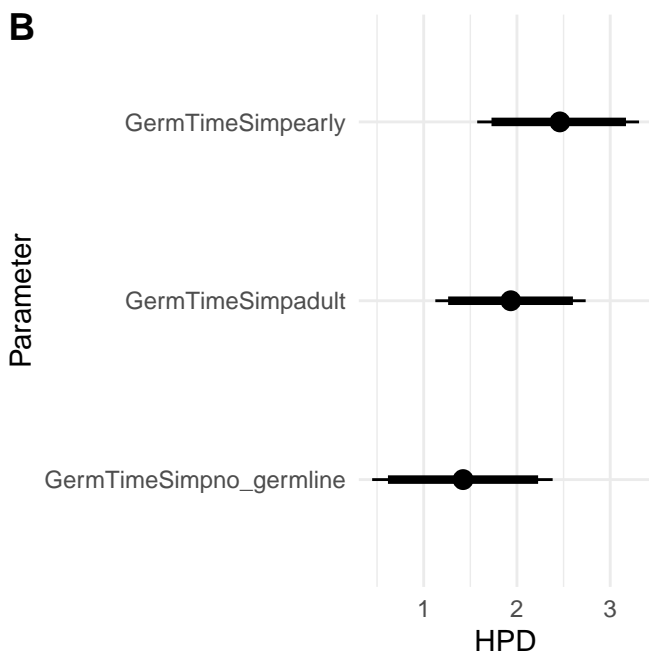 B
GermTimeSimpearly
GermTimeSimpadult
GermTimeSimpno_germline
Parameter
1 2 3
HPD